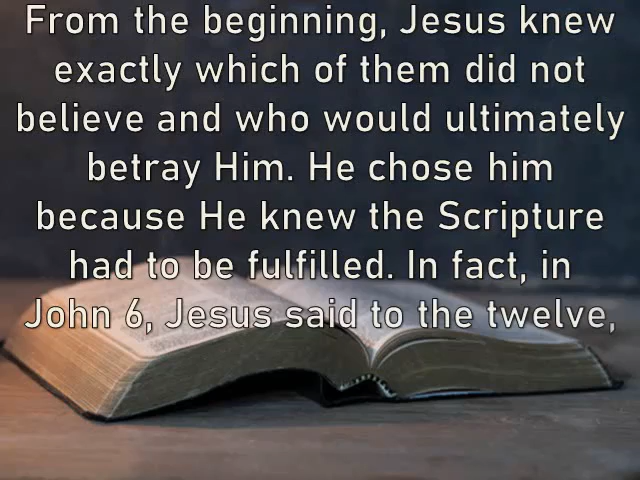 From the beginning, Jesus knew
exactly which of them did not
believe and who would ultimately
betray Him. He chose him
because He knew the Scripture
had to be fulfilled. In fact, in
John 6, Jesus said to the twelve,